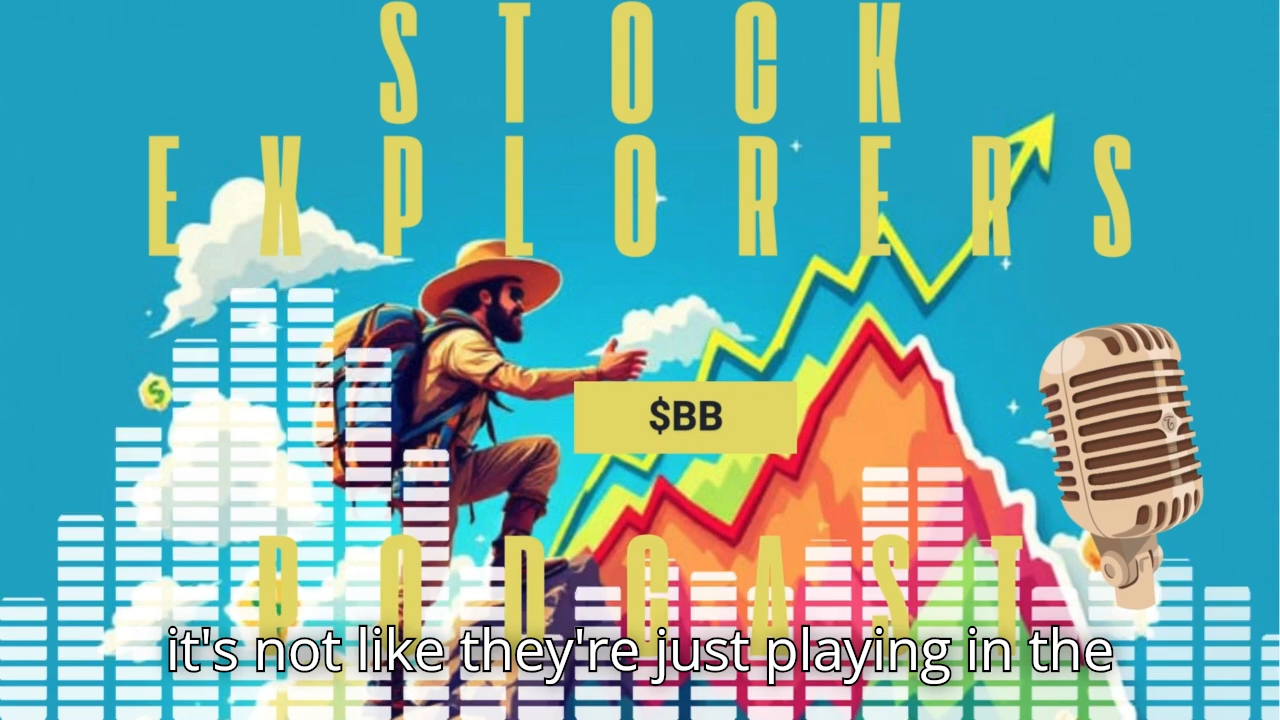 STOCK
EXPLORERS
$BB
PODCAST
it's not like they're just playing in the